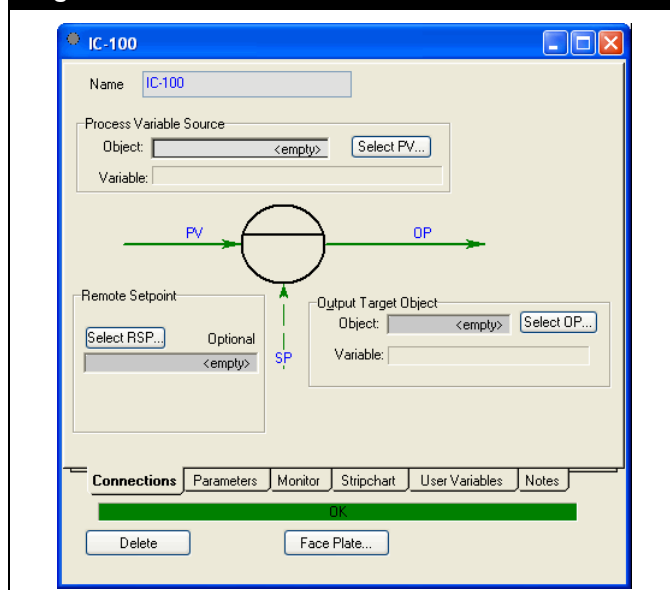 IC-100
Name IC-100
Process Variable Source
Object: <empty> Select PV...
Variable:
PV OP
Remote Setpoint
Output Target Object
Object: <empty> Select OP...
Select RSP... Optional
<empty>
SP
Variable:
Connections Parameters Monitor Stripchart User Variables Notes
OK
Delete Face Plate...